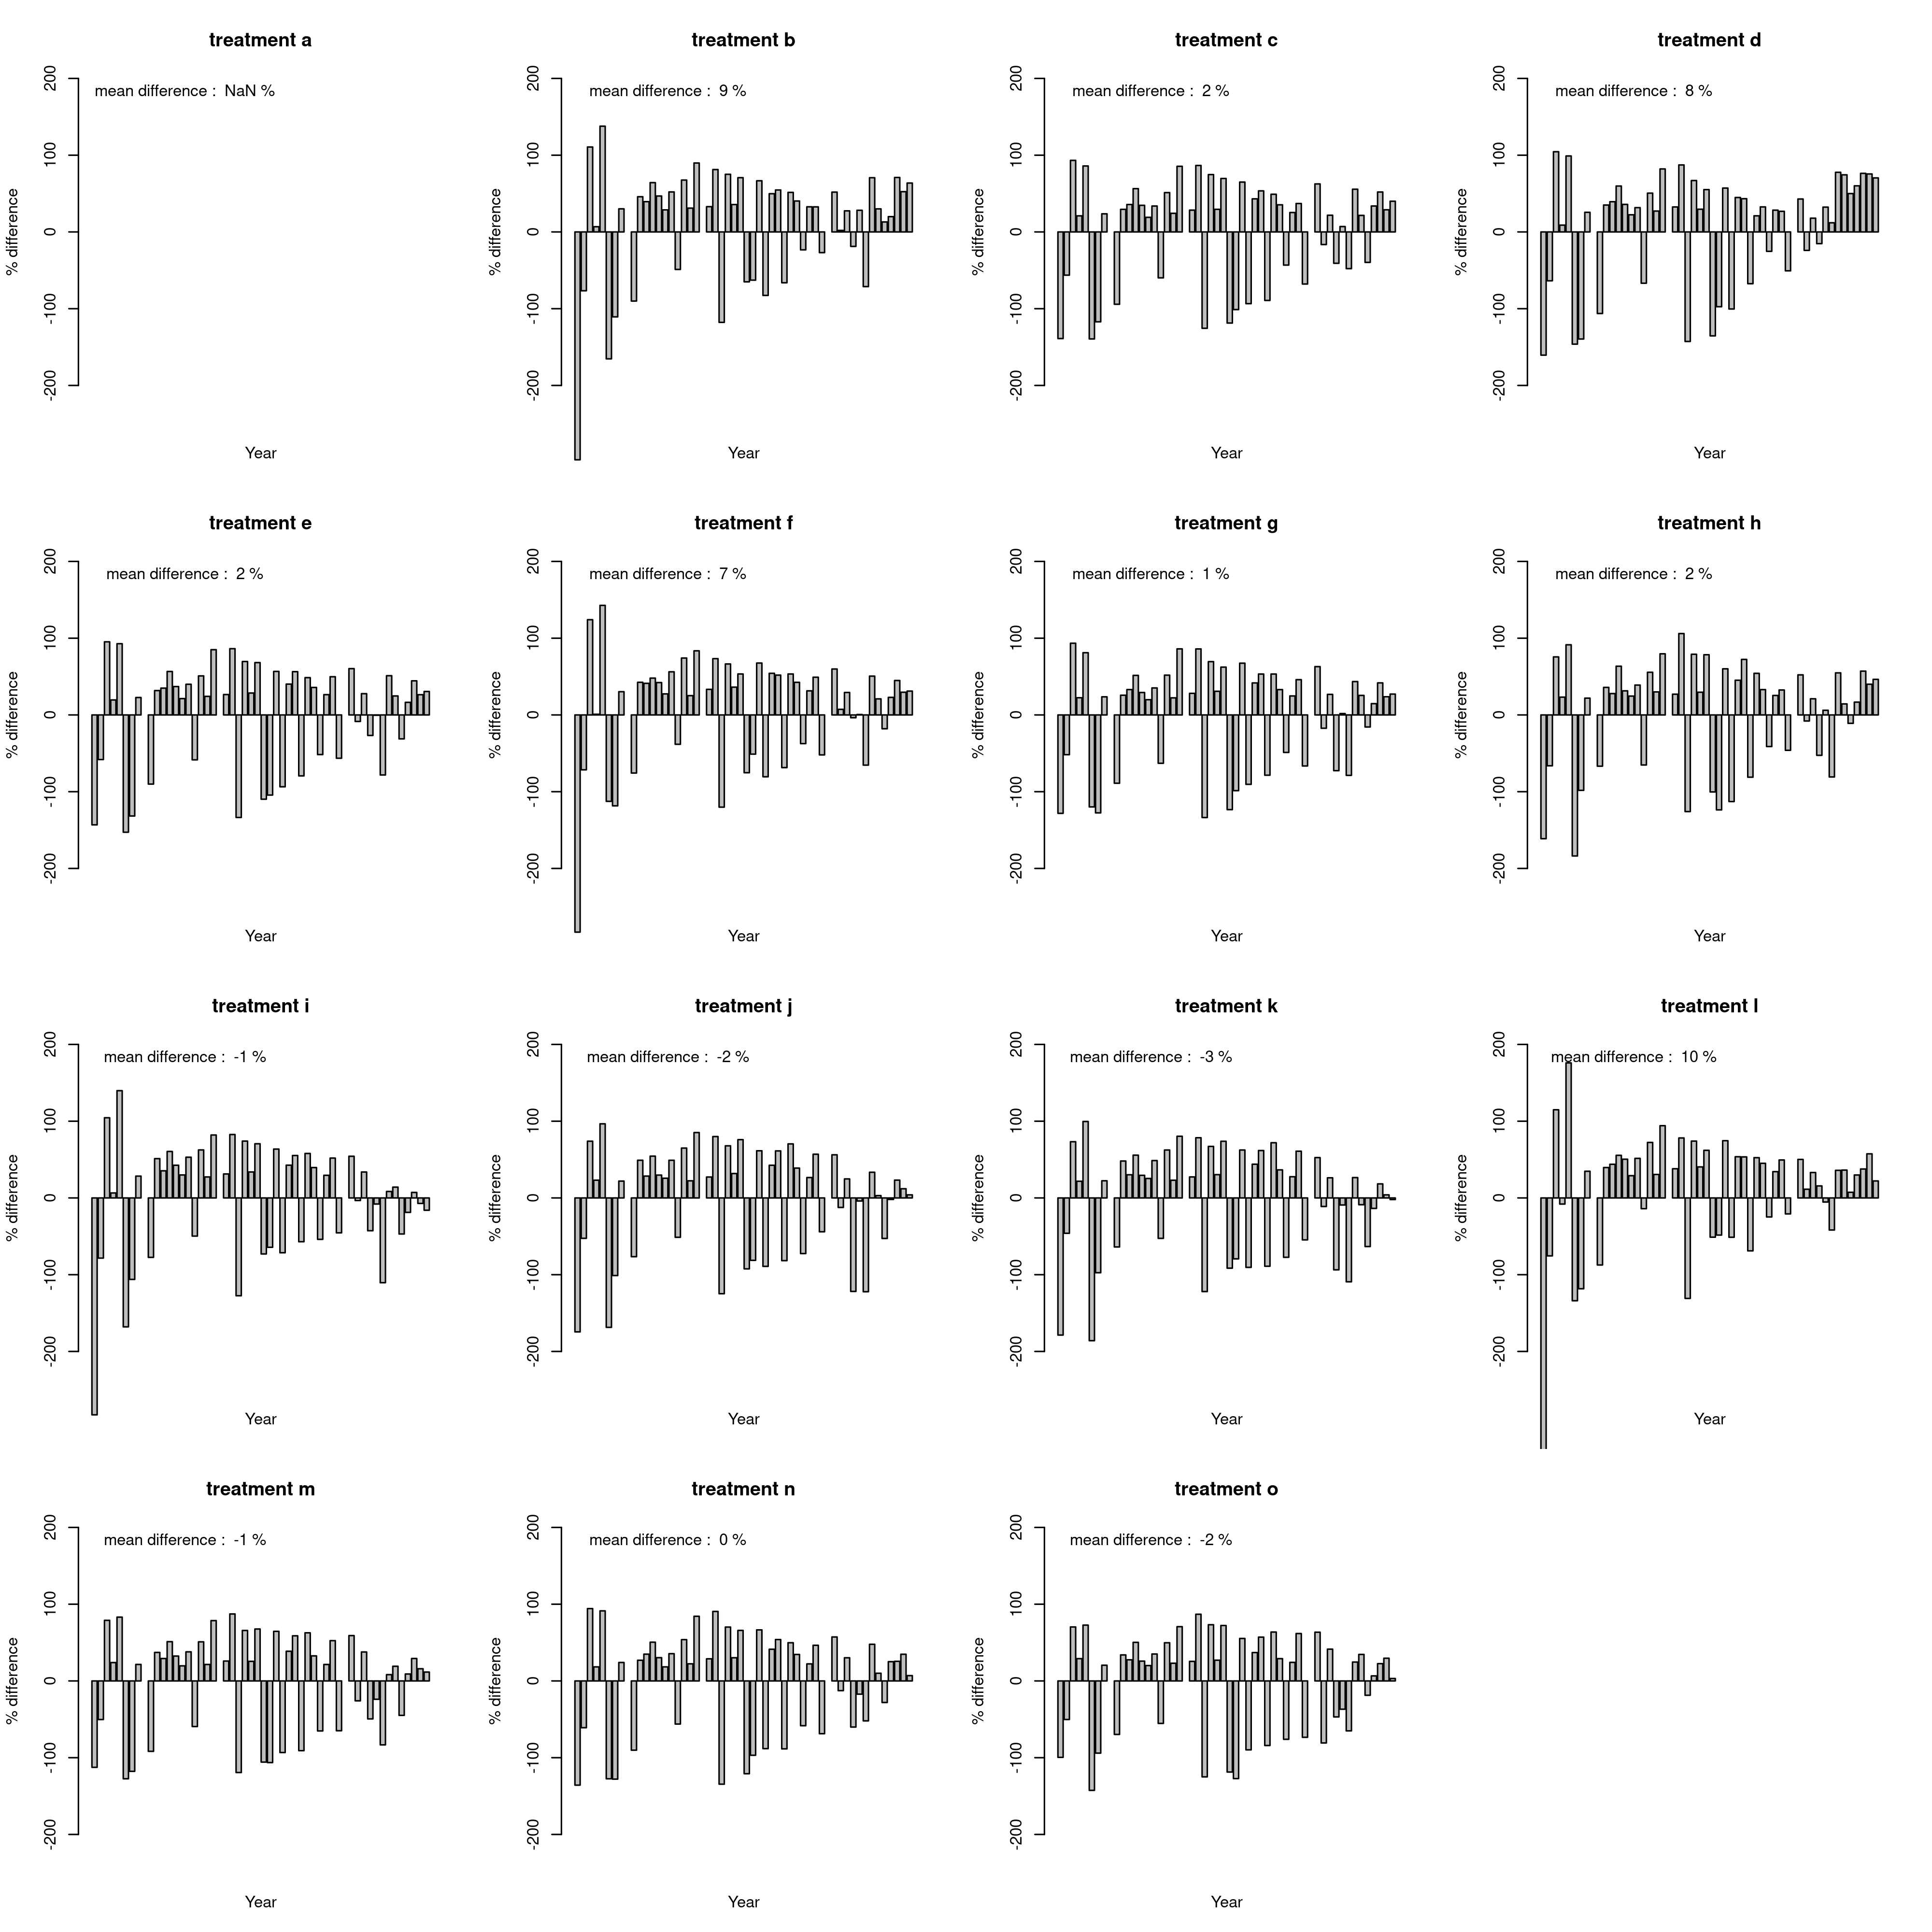 treatment a
mean difference :  NaN %
200
100
0
-100
-200
% difference
Year
treatment b
mean difference :  9 %
200
100
0
-100
-200
% difference
Year
treatment c
mean difference :  2 %
200
100
0
-100
-200
% difference
Year
treatment d
mean difference :  8 %
200
100
0
-100
-200
% difference
Year
treatment e
mean difference :  2 %
200
100
0
-100
-200
% difference
Year
treatment f
mean difference :  7 %
200
100
0
-100
-200
% difference
Year
treatment g
mean difference :  1 %
200
100
0
-100
-200
% difference
Year
treatment h
mean difference :  2 %
200
100
0
-100
-200
% difference
Year
treatment i
mean difference :  -1 %
200
100
0
-100
-200
% difference
Year
treatment j
mean difference :  -2 %
200
100
0
-100
-200
% difference
Year
treatment k
mean difference :  -3 %
200
100
0
-100
-200
% difference
Year
treatment l
mean difference :  10 %
200
100
0
-100
-200
% difference
Year
treatment m
mean difference :  -1 %
200
100
0
-100
-200
% difference
Year
treatment n
mean difference :  0 %
200
100
0
-100
-200
% difference
Year
treatment o
mean difference :  -2 %
200
100
0
-100
-200
% difference
Year